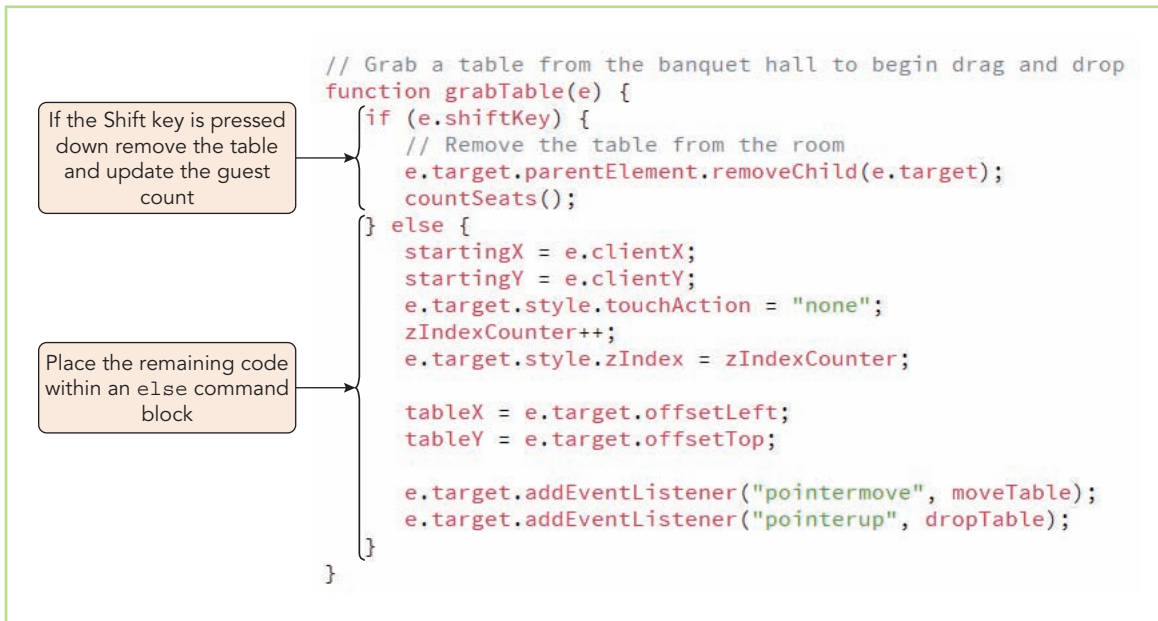 // Grab a table from the banquet hall to begin drag and drop
function grabTable(e) {
If the Shift key is pressed
down remove the table
and update the guest
count
if (e.shiftKey) {
// Remove the table from the room
e.target.parentElement.removeChild(e.target);
countSeats();
Place the remaining code
within an else command
block
} else {
startingX = e.clientX;
startingY = e.clientY;
e.target.style.touchAction = "none";
zIndexCounter++;
e.target.style.zIndex = zIndexCounter;
tableX = e.target.offsetLeft;
tableY = e.target.offsetTop;
e.target.addEventListener("pointermove", moveTable);
e.target.addEventListener("pointerup", dropTable);
}
}